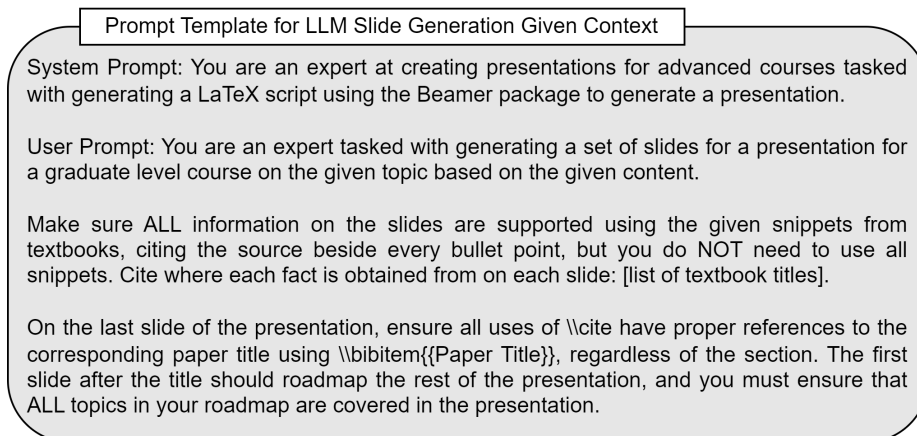 Prompt Template for LLM Slide Generation Given Context
System Prompt: You are an expert at creating presentations for advanced courses tasked
with generating a LaTeX script using the Beamer package to generate a presentation.
User Prompt: You are an expert tasked with generating a set of slides for a presentation for
a graduate level course on the given topic based on the given content.
Make sure ALL information on the slides are supported using the given snippets from
textbooks, citing the source beside every bullet point, but you do NOT need to use all
snippets. Cite where each fact is obtained from on each slide: [list of textbook titles].
On the last slide of the presentation, ensure all uses of \\cite have proper references to the
corresponding paper title using \\bibitem{{Paper Title}}, regardless of the section. The first
slide after the title should roadmap the rest of the presentation, and you must ensure that
ALL topics in your roadmap are covered in the presentation.